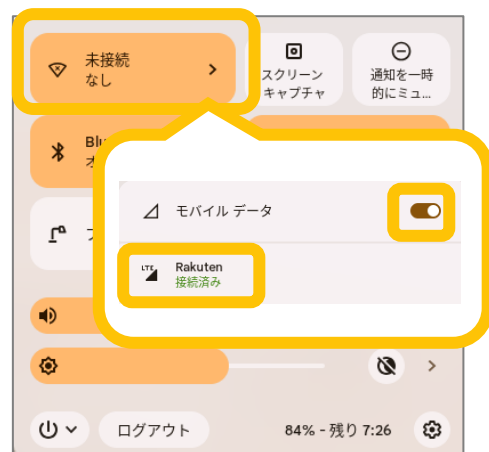 未接続
なし
スクリーン
キャプチャ
通知を一時
的にミュ…
モバイル データ
LTE
Rakuten
接続済み
ログアウト
84% - 残り 7:26